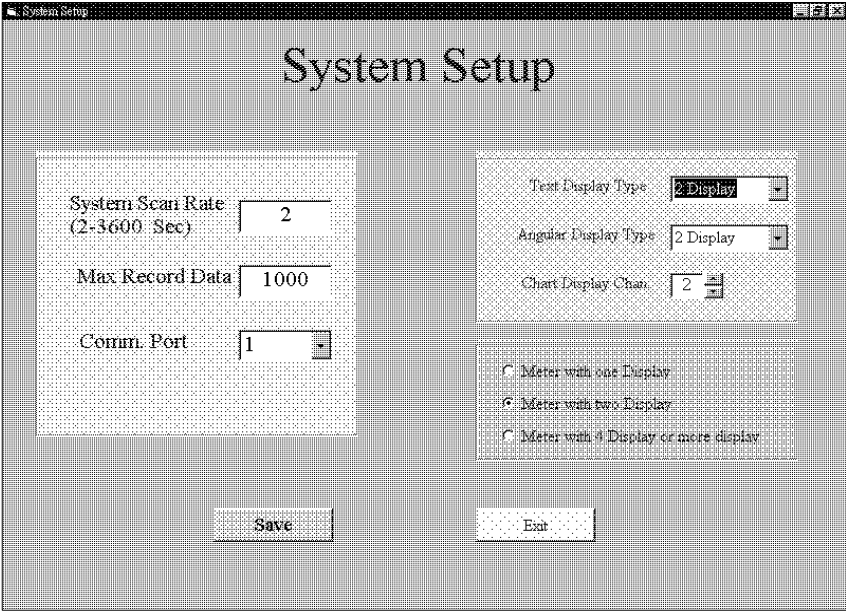 System Setup
System Setup
System Scan Rate
(2-3600 Sec)
2
Max Record Data
1000
Comm. Port
1
Text Display Type
2 Display
Angular Display Type
2 Display
Chart Display Chan.
2
Meter with one Display
Meter with two Display
Meter with 4 Display or more display
Save
Exit